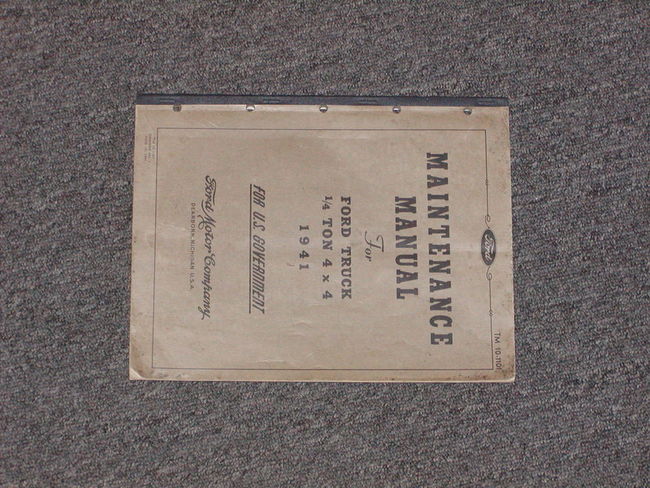 TM 10-1101
Ford
MAINTENANCE
MANUAL
For
FORD TRUCK
1/4 TON 4 x 4
1941
FOR U.S. GOVERNMENT
Ford Motor Company.
DEARBORN, MICHIGAN U.S.A.